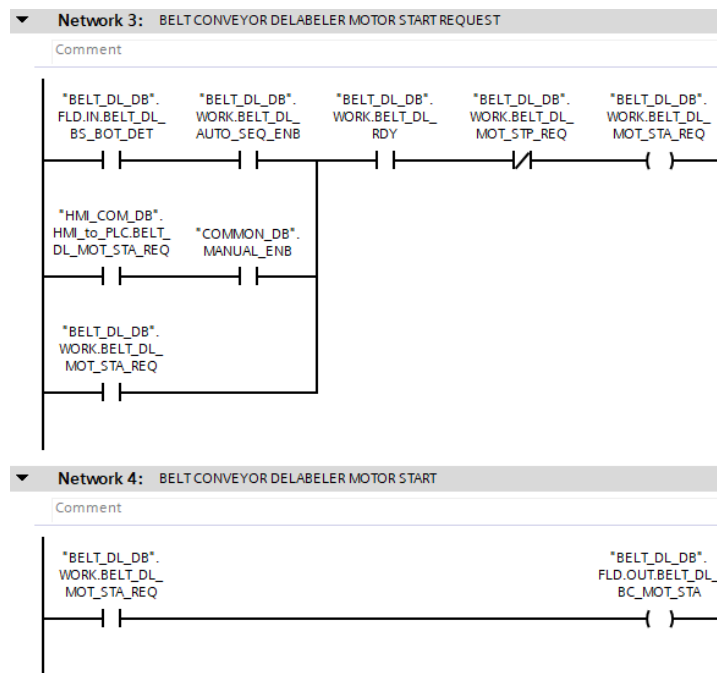 Network 3: BELT CONVEYOR DELABELER MOTOR START REQUEST
Comment
"BELT_DL_DB".
FLD.IN.BELT_DL_
BS_BOT_DET
"BELT_DL_DB".
WORK.BELT_DL_
AUTO_SEQ_ENB
"BELT_DL_DB".
WORK.BELT_DL_
RDY
"BELT_DL_DB".
WORK.BELT_DL_
MOT_STP_REQ
"BELT_DL_DB".
WORK.BELT_DL_
MOT_STA_REQ
"HMI_COM_DB".
HMI_to_PLC.BELT_
DL_MOT_STA_REQ
"COMMON_DB".
MANUAL_ENB
"BELT_DL_DB".
WORK.BELT_DL_
MOT_STA_REQ
Network 4: BELT CONVEYOR DELABELER MOTOR START
Comment
"BELT_DL_DB".
WORK.BELT_DL_
MOT_STA_REQ
"BELT_DL_DB".
FLD.OUT.BELT_DL_
BC_MOT_STA